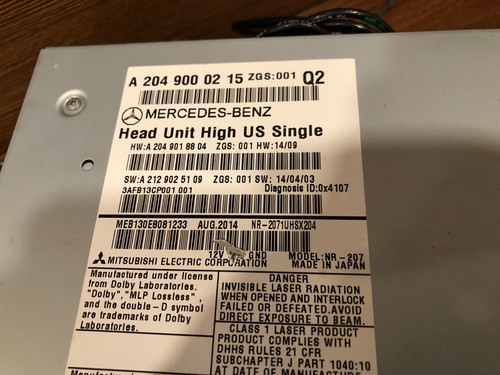 A 204 900 02 15 ZGS:001 Q2
MERCEDES-BENZ
Head Unit High US Single
HW:A 204 901 88 04 ZGS: 001 HW:14/09
SW:A 212 902 51 09 ZGS: 001 SW: 14/04/03
3AFB13CP001 001 Diagnosis ID:0x4107
MEB130E8081233 AUG.2014 NR-2071UHSX204
12V GND
MITSUBISHI ELECTRIC CORPORATION MODEL:NR-207
MADE IN JAPAN
Manufactured under license
from Dolby Laboratories.
"Dolby","MLP Lossless",
and the double-D symbol
are trademarks of Dolby
Laboratories.
DANGER
INVISIBLE LASER RADIATION
WHEN OPENED AND INTERLOCK
FAILED OR DEFEATED.AVOID
DIRECT EXPOSURE TO BEAM.
CLASS 1 LASER PRODUCT
PRODUCT COMPLIES WITH
DHHS RULES 21 CFR
SUBCHAPTER J PART 1040:10
AT DATE OF MANUFACTURE